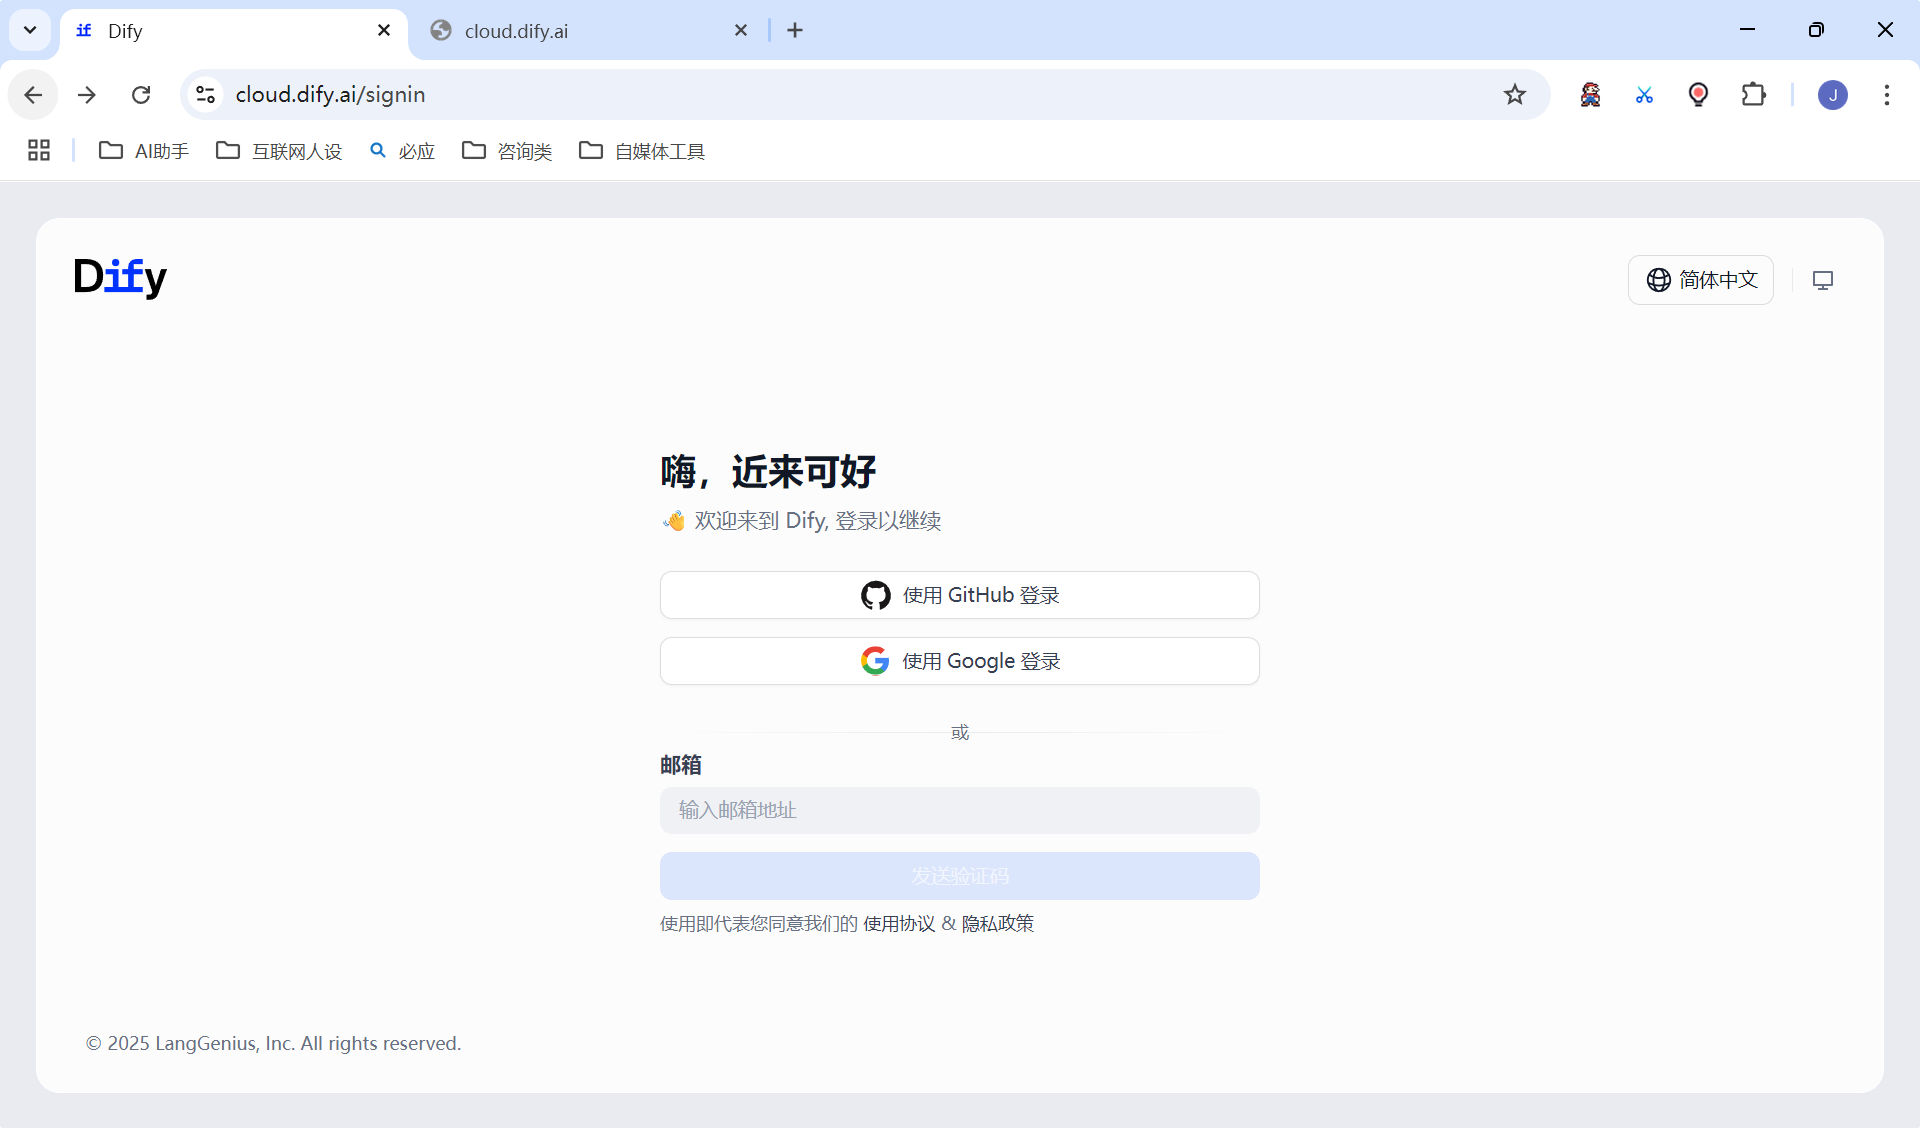 Dify
cloud.dify.ai
cloud.dify.ai/signin
J
AI助手
互联网人设
必应
咨询类
自媒体工具
Dify
简体中文
嗨，近来可好
👋 欢迎来到 Dify, 登录以继续
使用 GitHub 登录
使用 Google 登录
或
邮箱
输入邮箱地址
发送验证码
使用即代表您同意我们的 使用协议 & 隐私政策
© 2025 LangGenius, Inc. All rights reserved.